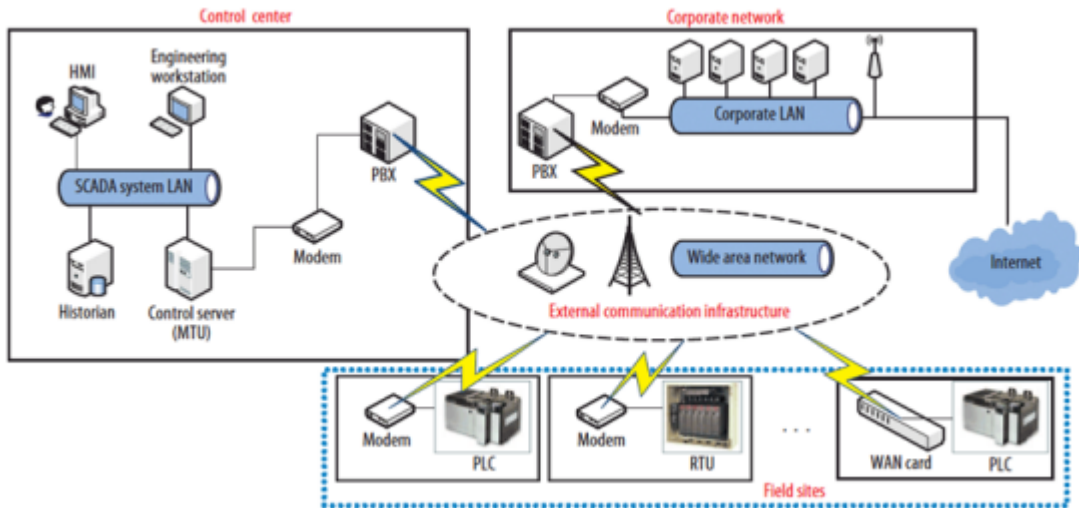 Control center
HMI
Engineering
workstation
SCADA system LAN
Historian
Control server
(MTU)
Modem
PBX
Corporate network
PBX
Modem
Corporate LAN
Internet
Wide area network
External communication infrastructure
Modem
PLC
Modem
RTU
. . .
WAN card
PLC
Field sites